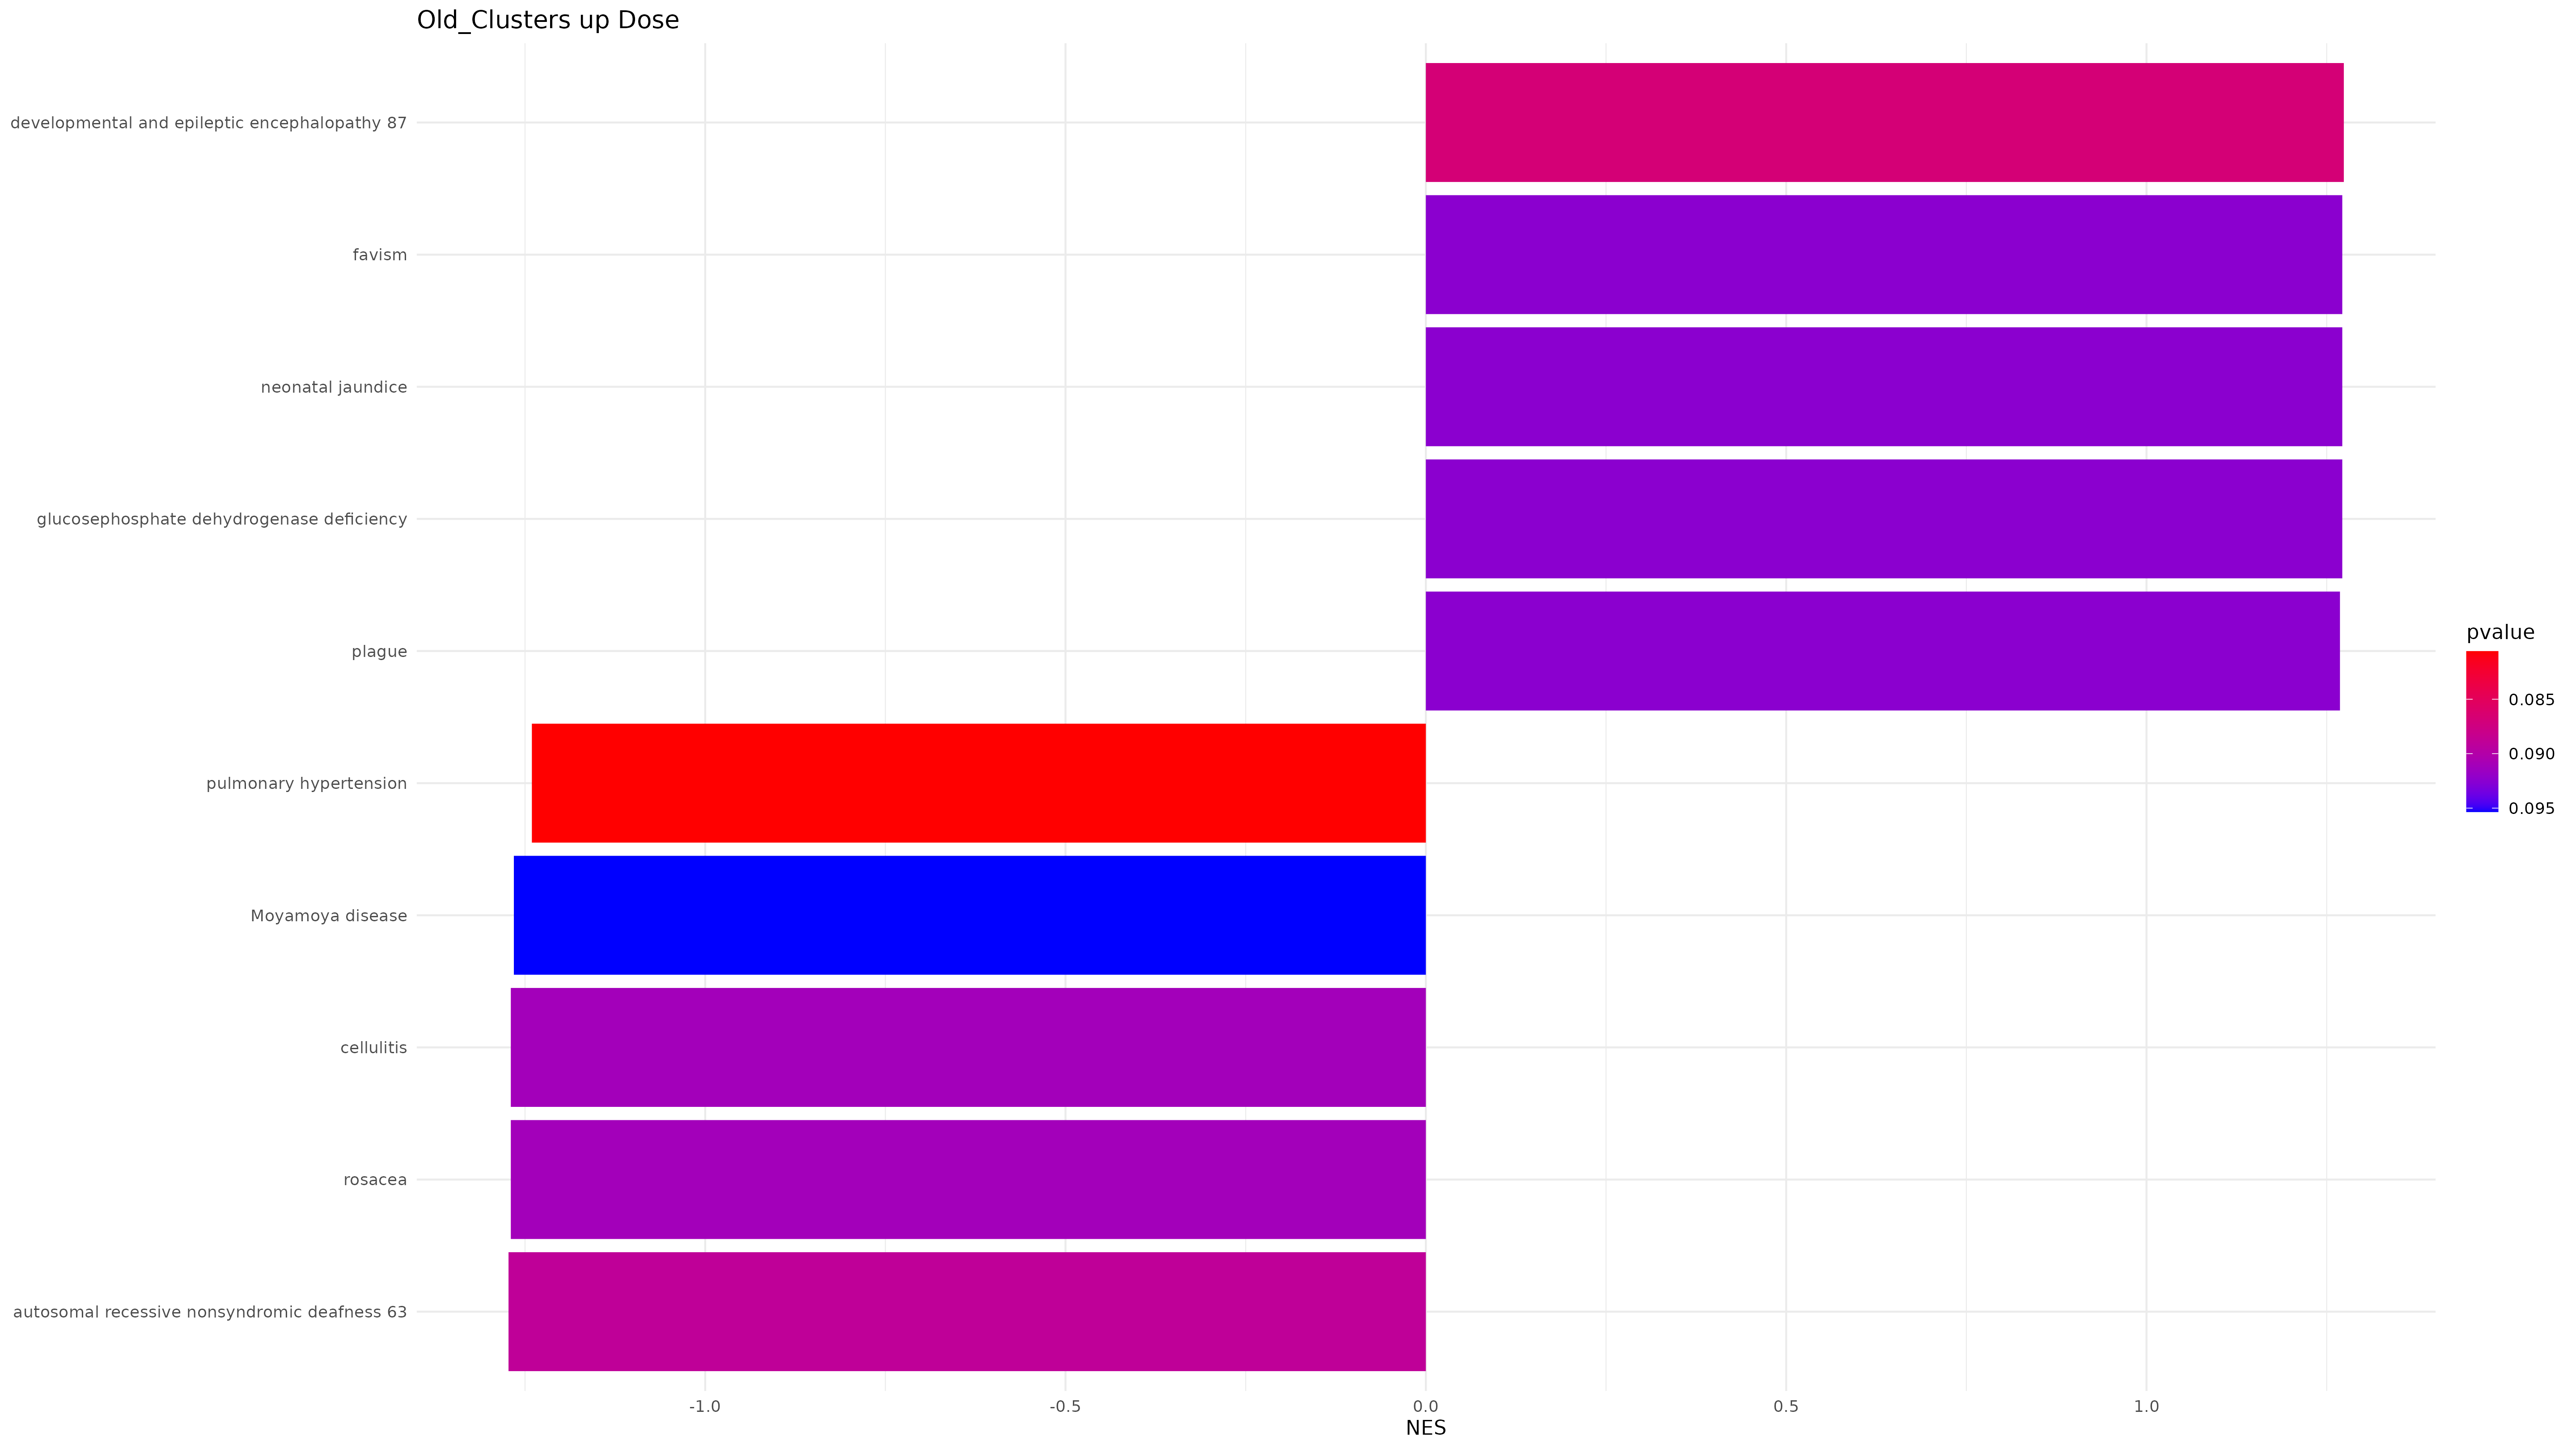 Old_Clusters up Dose
developmental and epileptic encephalopathy 87
favism
neonatal jaundice
glucosephosphate dehydrogenase deficiency
plague
pulmonary hypertension
Moyamoya disease
cellulitis
rosacea
autosomal recessive nonsyndromic deafness 63
-1.0 -0.5 0.0 0.5 1.0
NES
pvalue
0.085
0.090
0.095